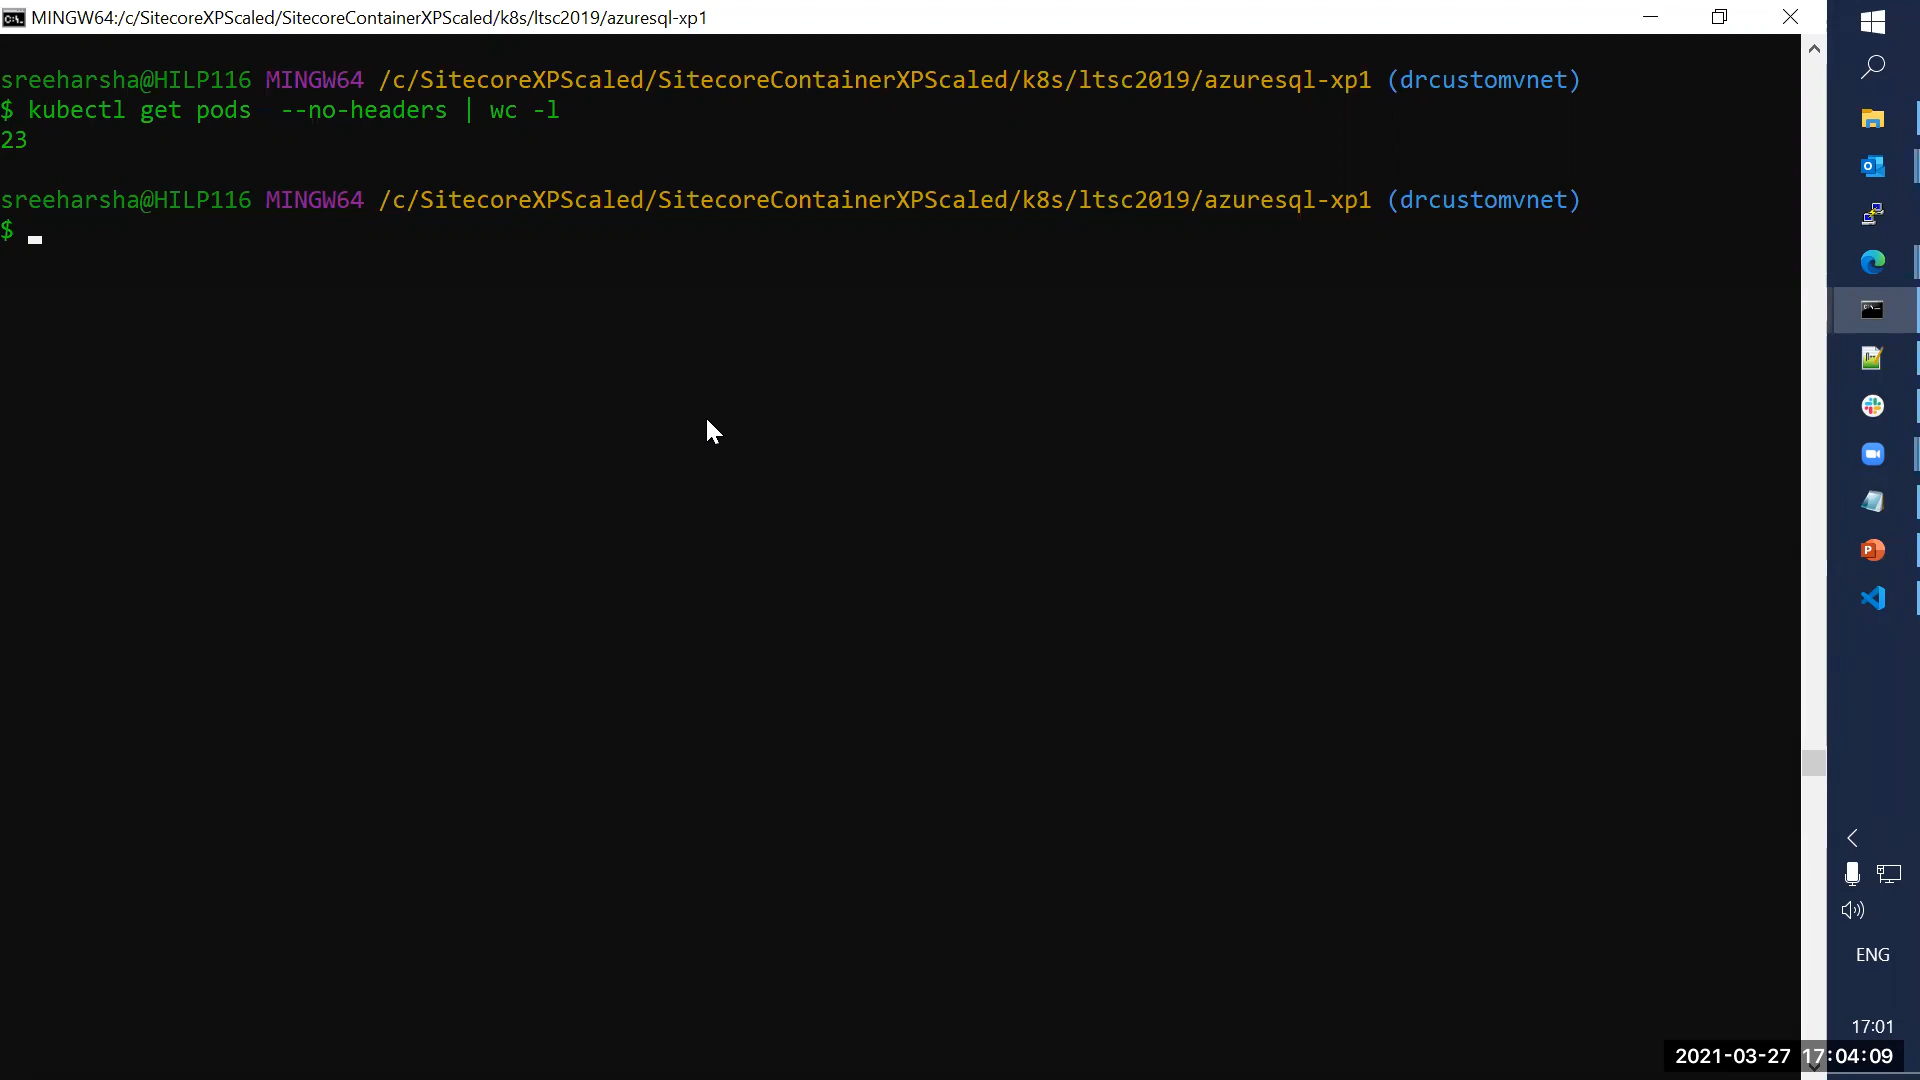 MINGW64:/c/SitecoreXPScaled/SitecoreContainerXPScaled/k8s/ltsc2019/azuresql-xp1
sreeharsha@HILP116 MINGW64 /c/SitecoreXPScaled/SitecoreContainerXPScaled/k8s/ltsc2019/azuresql-xp1 (drcustomvnet)
$ kubectl get pods  --no-headers | wc -l
23
sreeharsha@HILP116 MINGW64 /c/SitecoreXPScaled/SitecoreContainerXPScaled/k8s/ltsc2019/azuresql-xp1 (drcustomvnet)
$
ENG
17:01
2021-03-27 17:04:09